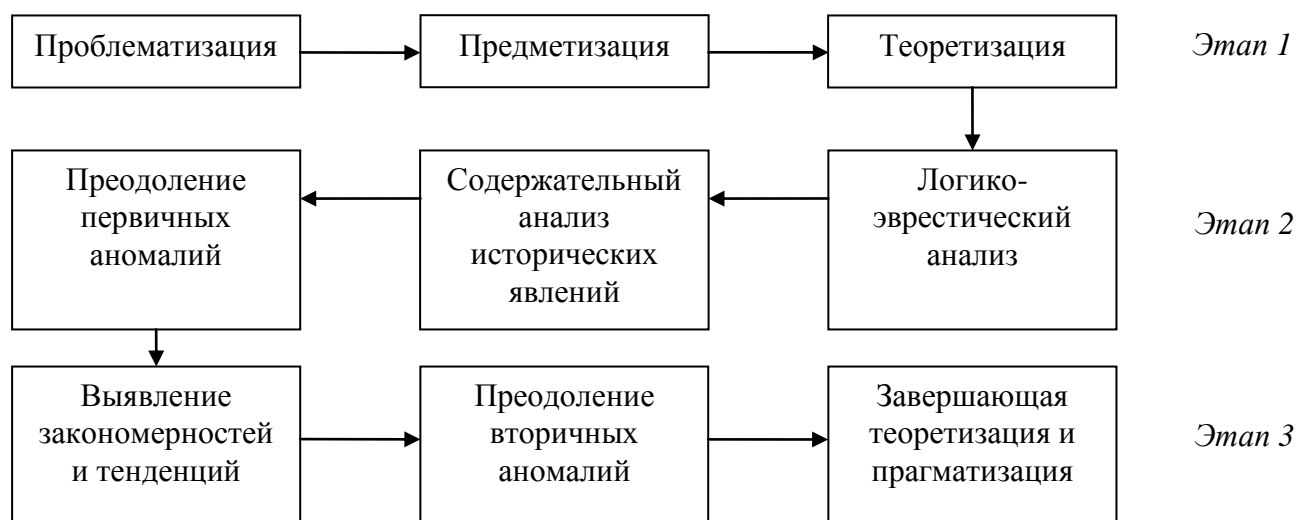 Проблематизация
Предметизация
Теоретизация
Этап 1
Преодоление
первичных
аномалий
Содержательный
анализ
исторических
явлений
Логико-
эврестический
анализ
Этап 2
Выявление
закономерностей
и тенденций
Преодоление
вторичных
аномалий
Завершающая
теоретизация и
прагматизация
Этап 3